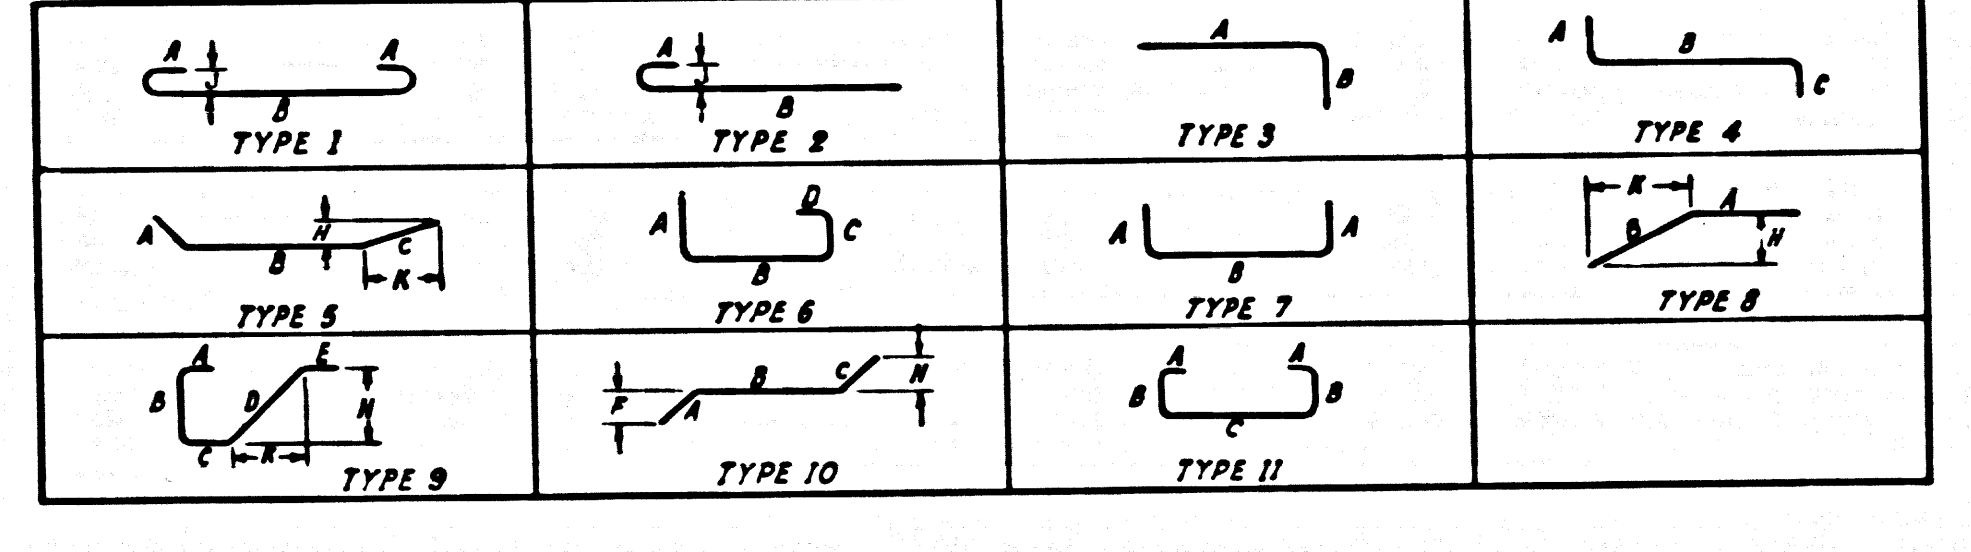 A A
J
B
TYPE 1
A
J
B
TYPE 2
A
B
TYPE 3
A B
C
TYPE 4
A H
B C
K
TYPE 5
D
A C
B
TYPE 6
A A
B
TYPE 7
K A
B H
TYPE 8
A E
B D H
C K
TYPE 9
B C H
F A
TYPE 10
A A
B B
C
TYPE 11